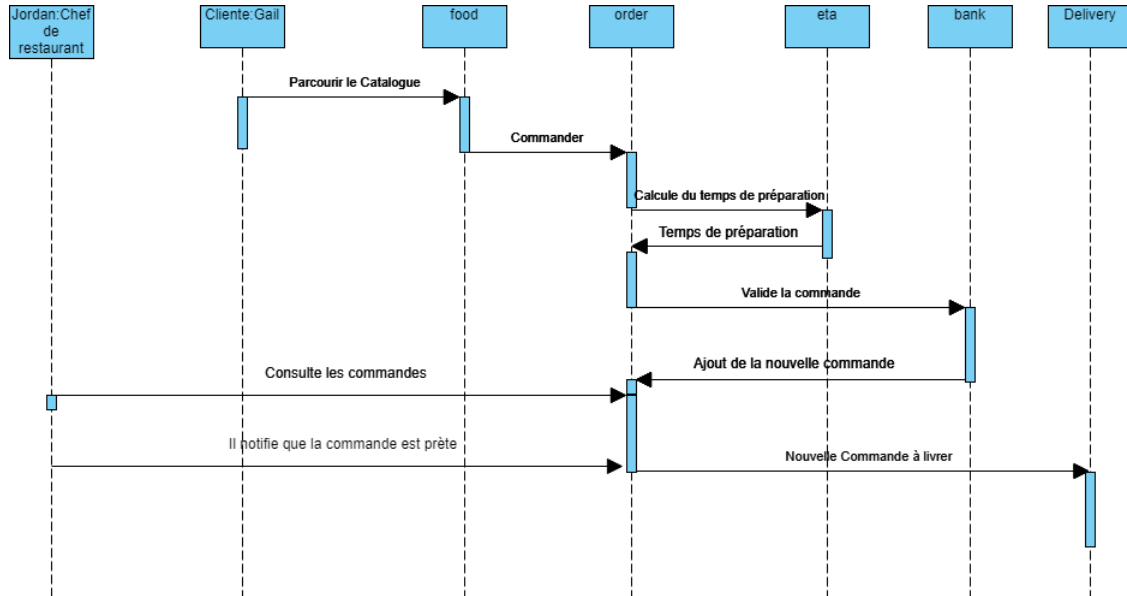 Jordan:Chef
de
restaurant
Cliente:Gail
food
order
eta
bank
Delivery
Parcourir le Catalogue
Commander
Calcule du temps de préparation
Temps de préparation
Valide la commande
Ajout de la nouvelle commande
Consulte les commandes
Il notifie que la commande est prète
Nouvelle Commande à livrer